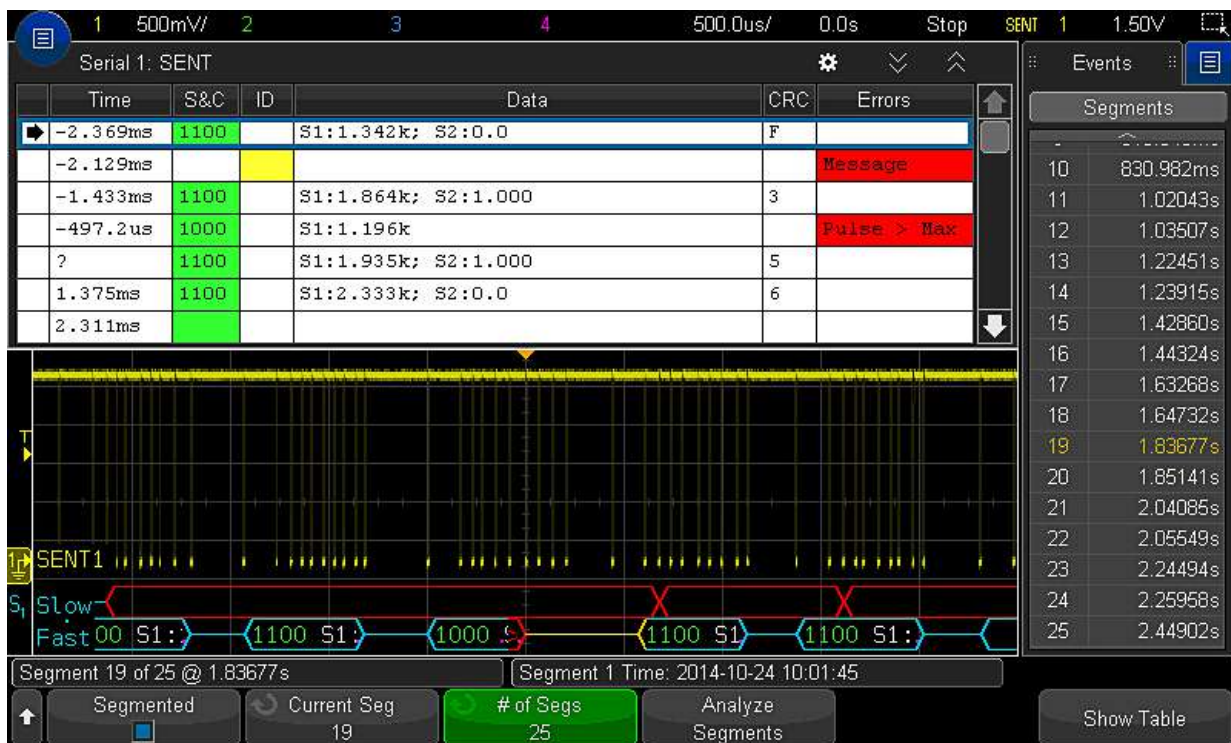 1 500mV/ 2 3 4 500.0us/ 0.0s Stop SENT 1 1.50V
Serial 1: SENT
Time S&C ID Data CRC Errors
-2.369ms 1100 S1:1.342k; S2:0.0 F
-2.129ms Message
-1.433ms 1100 S1:1.864k; S2:1.000 3
-497.2us 1000 S1:1.196k Pulse > Max
? 1100 S1:1.935k; S2:1.000 5
1.375ms 1100 S1:2.333k; S2:0.0 6
2.311ms
Events
Segments
10 830.982ms
11 1.02043s
12 1.03507s
13 1.22451s
14 1.23915s
15 1.42860s
16 1.44324s
17 1.63268s
18 1.64732s
19 1.83677s
20 1.85141s
21 2.04085s
22 2.05549s
23 2.24494s
24 2.25958s
25 2.44902s
T
1 SENT1
S1 Slow
Fast 00 S1: 1100 S1: 1000 1100 S1 1100 S1:
Segment 19 of 25 @ 1.83677s Segment 1 Time: 2014-10-24 10:01:45
Segmented
Current Seg
19
# of Segs
25
Analyze
Segments
Show Table